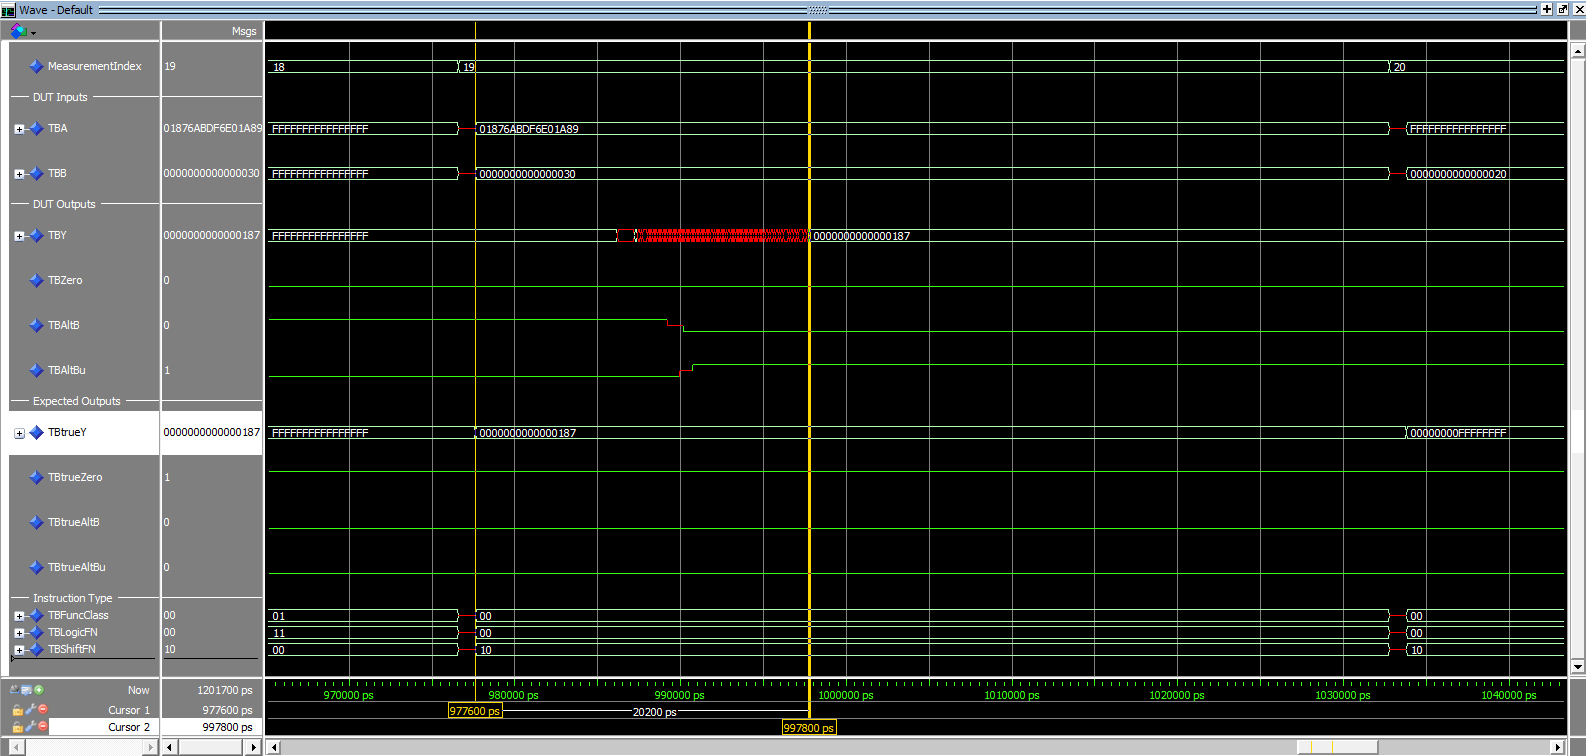 Wave - Default
Msgs
MeasurementIndex 19 18 19 20
DUT Inputs
TBA 01876ABDF6E01A89 FFFFFFFFFFFFFFFF 01876ABDF6E01A89 FFFFFFFFFFFFFFFF
TBB 0000000000000030 FFFFFFFFFFFFFFFF 0000000000000030 0000000000000020
DUT Outputs
TBY 0000000000000187 FFFFFFFFFFFFFFFF 0000000000000187
TBZero 0
TBAltB 0
TBAltBu 1
Expected Outputs
TBtrueY 0000000000000187 FFFFFFFFFFFFFFFF 0000000000000187 00000000FFFFFFFF
TBtrueZero 1
TBtrueAltB 0
TBtrueAltBu 0
Instruction Type
TBFuncClass 00 01 00 00
TBLogicFN 00 11 00 00
TBShiftFN 10 00 10 10
Now 1201700 ps 970000 ps 980000 ps 990000 ps 1000000 ps 1010000 ps 1020000 ps 1030000 ps 1040000 ps
Cursor 1 977600 ps 977600 ps 20200 ps
Cursor 2 997800 ps 997800 ps